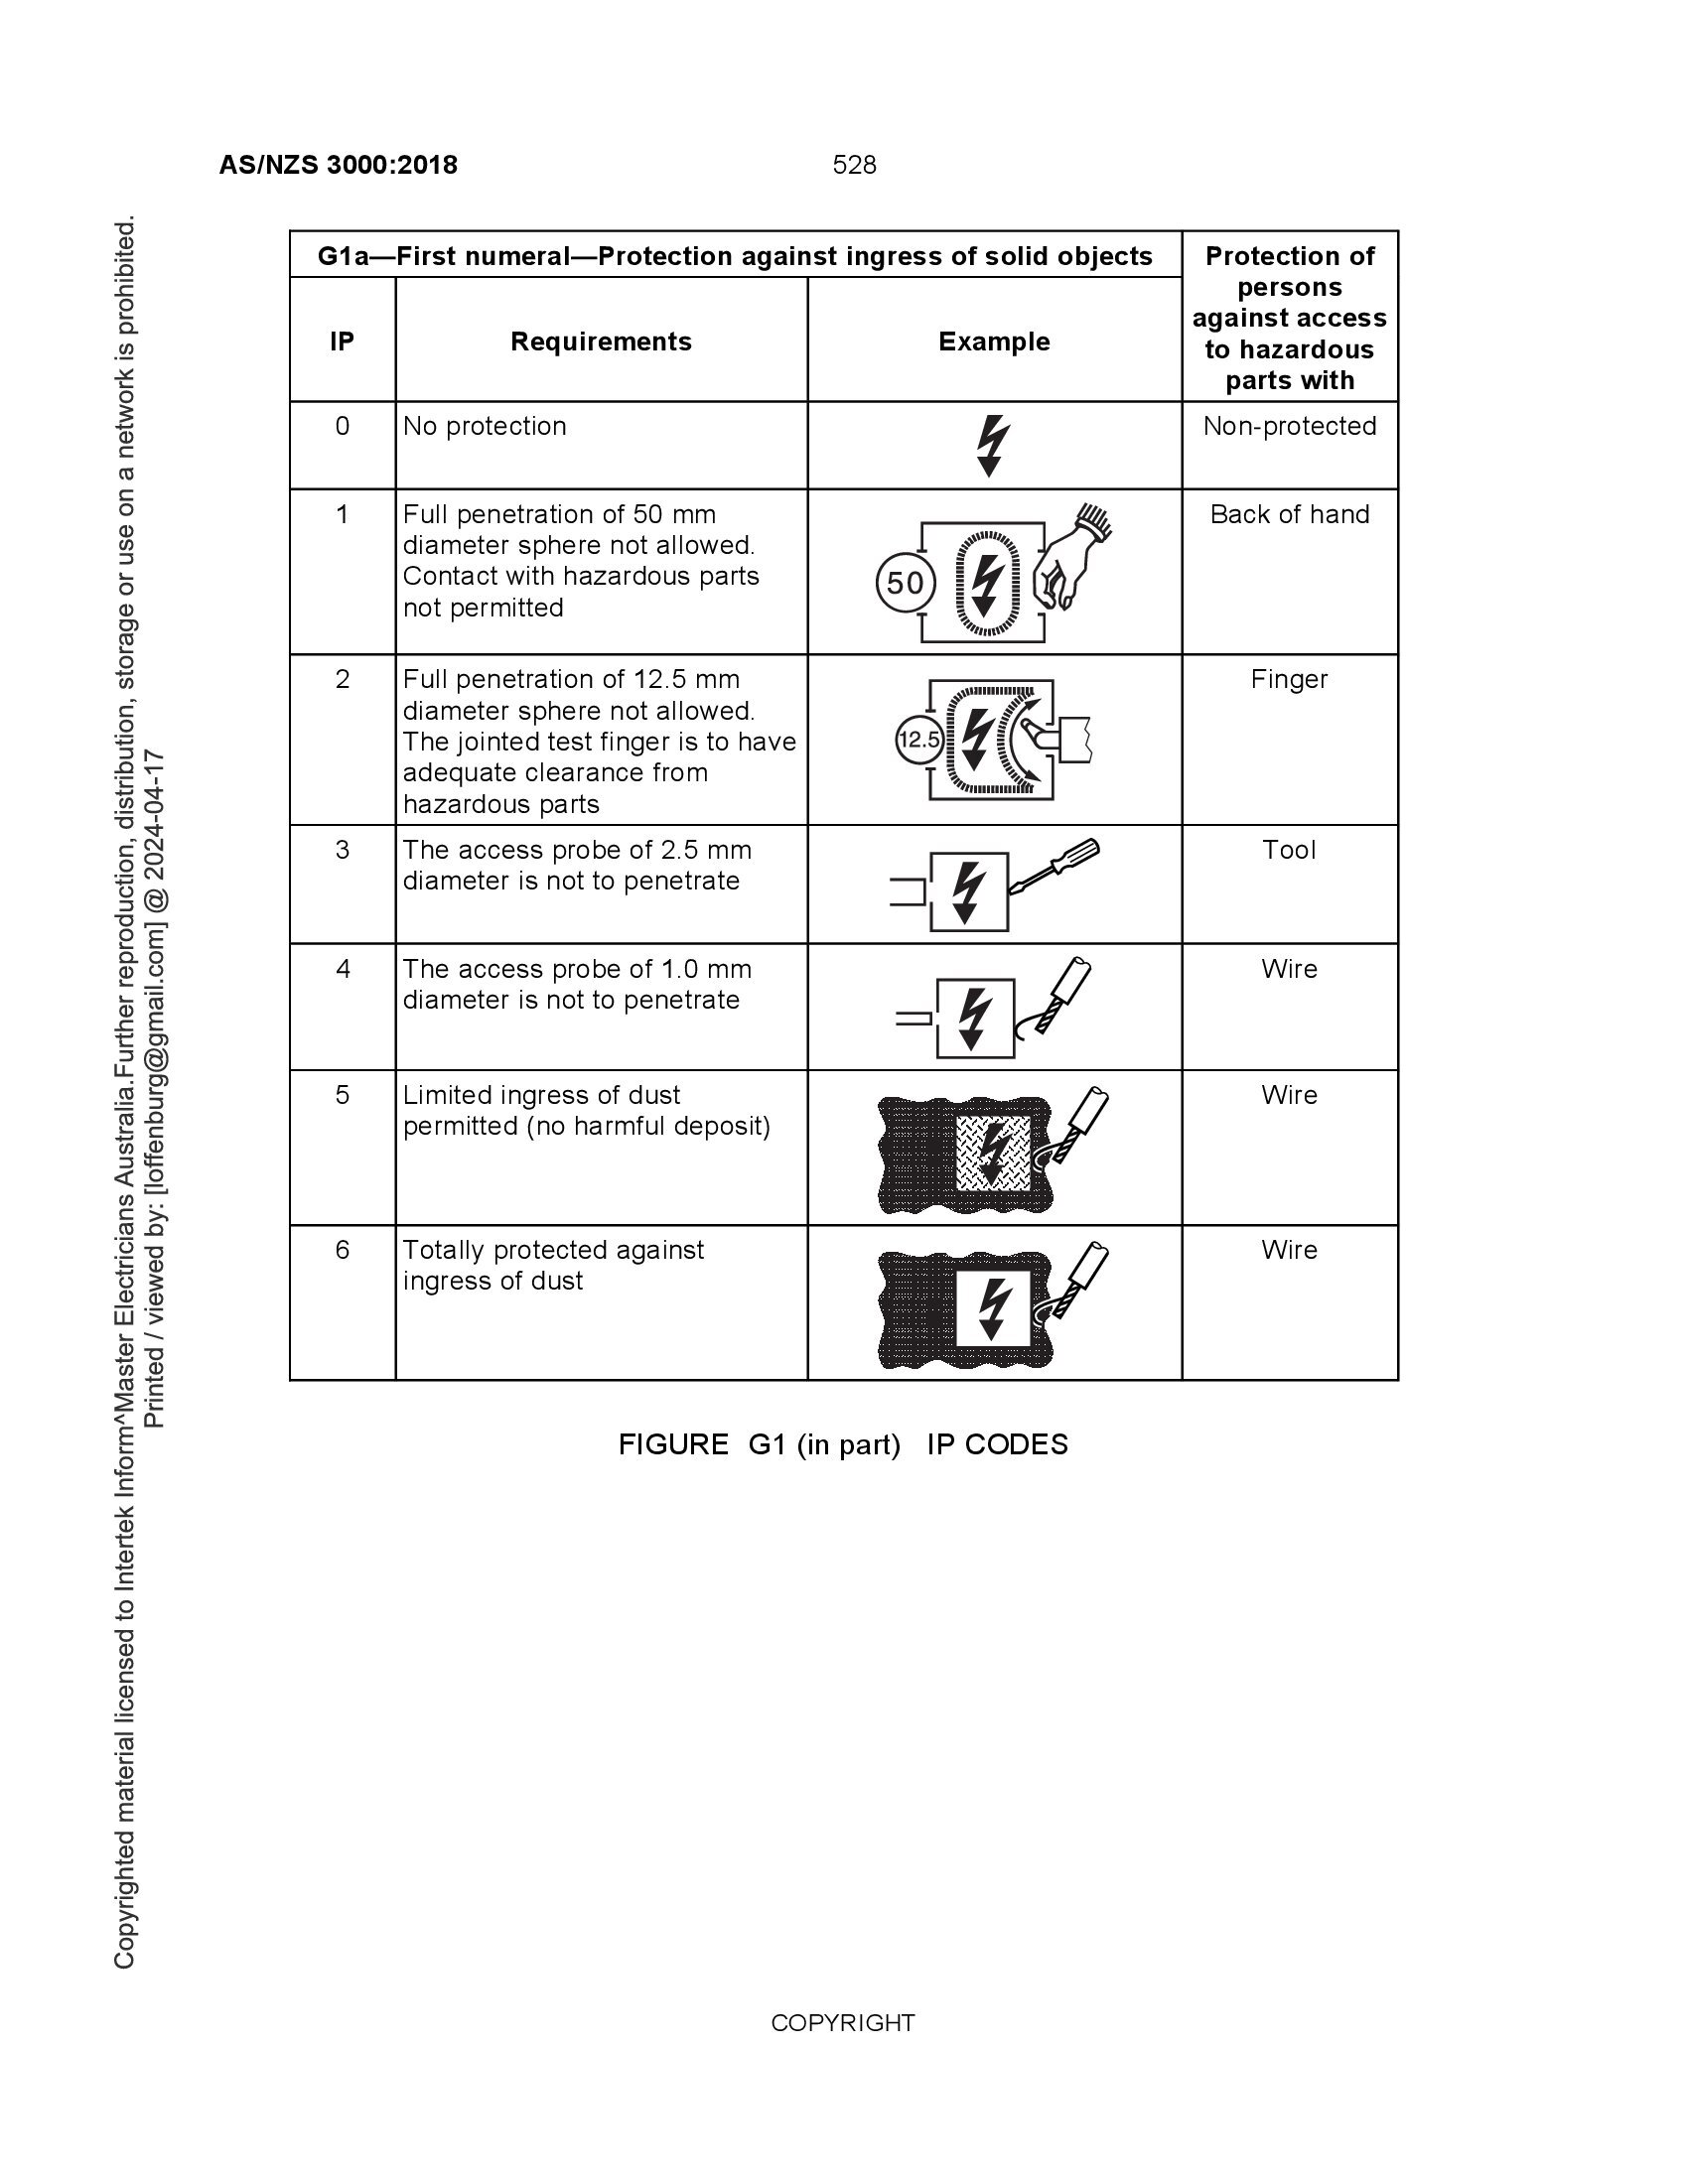 AS/NZS 3000:2018 528
G1a—First numeral—Protection against ingress of solid objects
Protection of
persons
against access
to hazardous
parts with
IP Requirements Example
0 No protection Non-protected
1 Full penetration of 50 mm Back of hand
diameter sphere not allowed.
Contact with hazardous parts
not permitted
50
2 Full penetration of 12.5 mm Finger
diameter sphere not allowed.
The jointed test finger is to have
adequate clearance from
hazardous parts
12.5
3 The access probe of 2.5 mm Tool
diameter is not to penetrate
4 The access probe of 1.0 mm Wire
diameter is not to penetrate
5 Limited ingress of dust Wire
permitted (no harmful deposit)
6 Totally protected against Wire
ingress of dust
FIGURE G1 (in part) IP CODES
COPYRIGHT
Copyrighted material licensed to Intertek Inform^Master Electricians Australia.Further reproduction, distribution, storage or use on a network is prohibited.
Printed / viewed by: [loffenburg@gmail.com] @ 2024-04-17